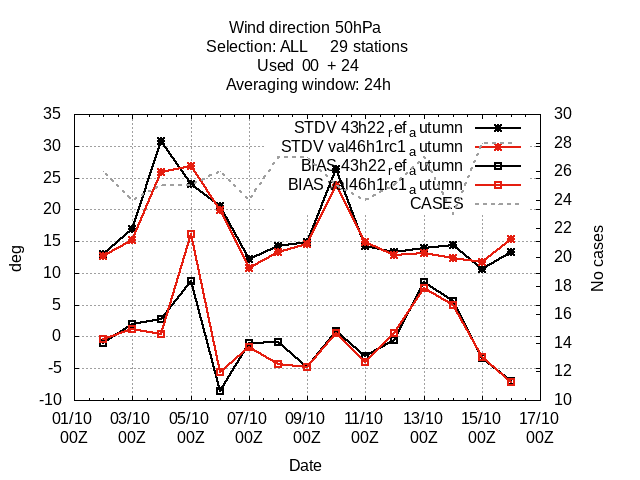 Wind direction 50hPa
Selection: ALL 29 stations
Used 00 + 24
Averaging window: 24h
35
30
25
20
15
10
5
0
-5
-10
deg
30
28
26
24
22
20
18
16
14
12
10
No cases
STDV 43h22_ref_autumn
STDV val46h1rc1_autumn
BIAS 43h22_ref_autumn
BIAS val46h1rc1_autumn
CASES
01/10 03/10 05/10 07/10 09/10 11/10 13/10 15/10 17/10
00Z 00Z 00Z 00Z 00Z 00Z 00Z 00Z 00Z
Date